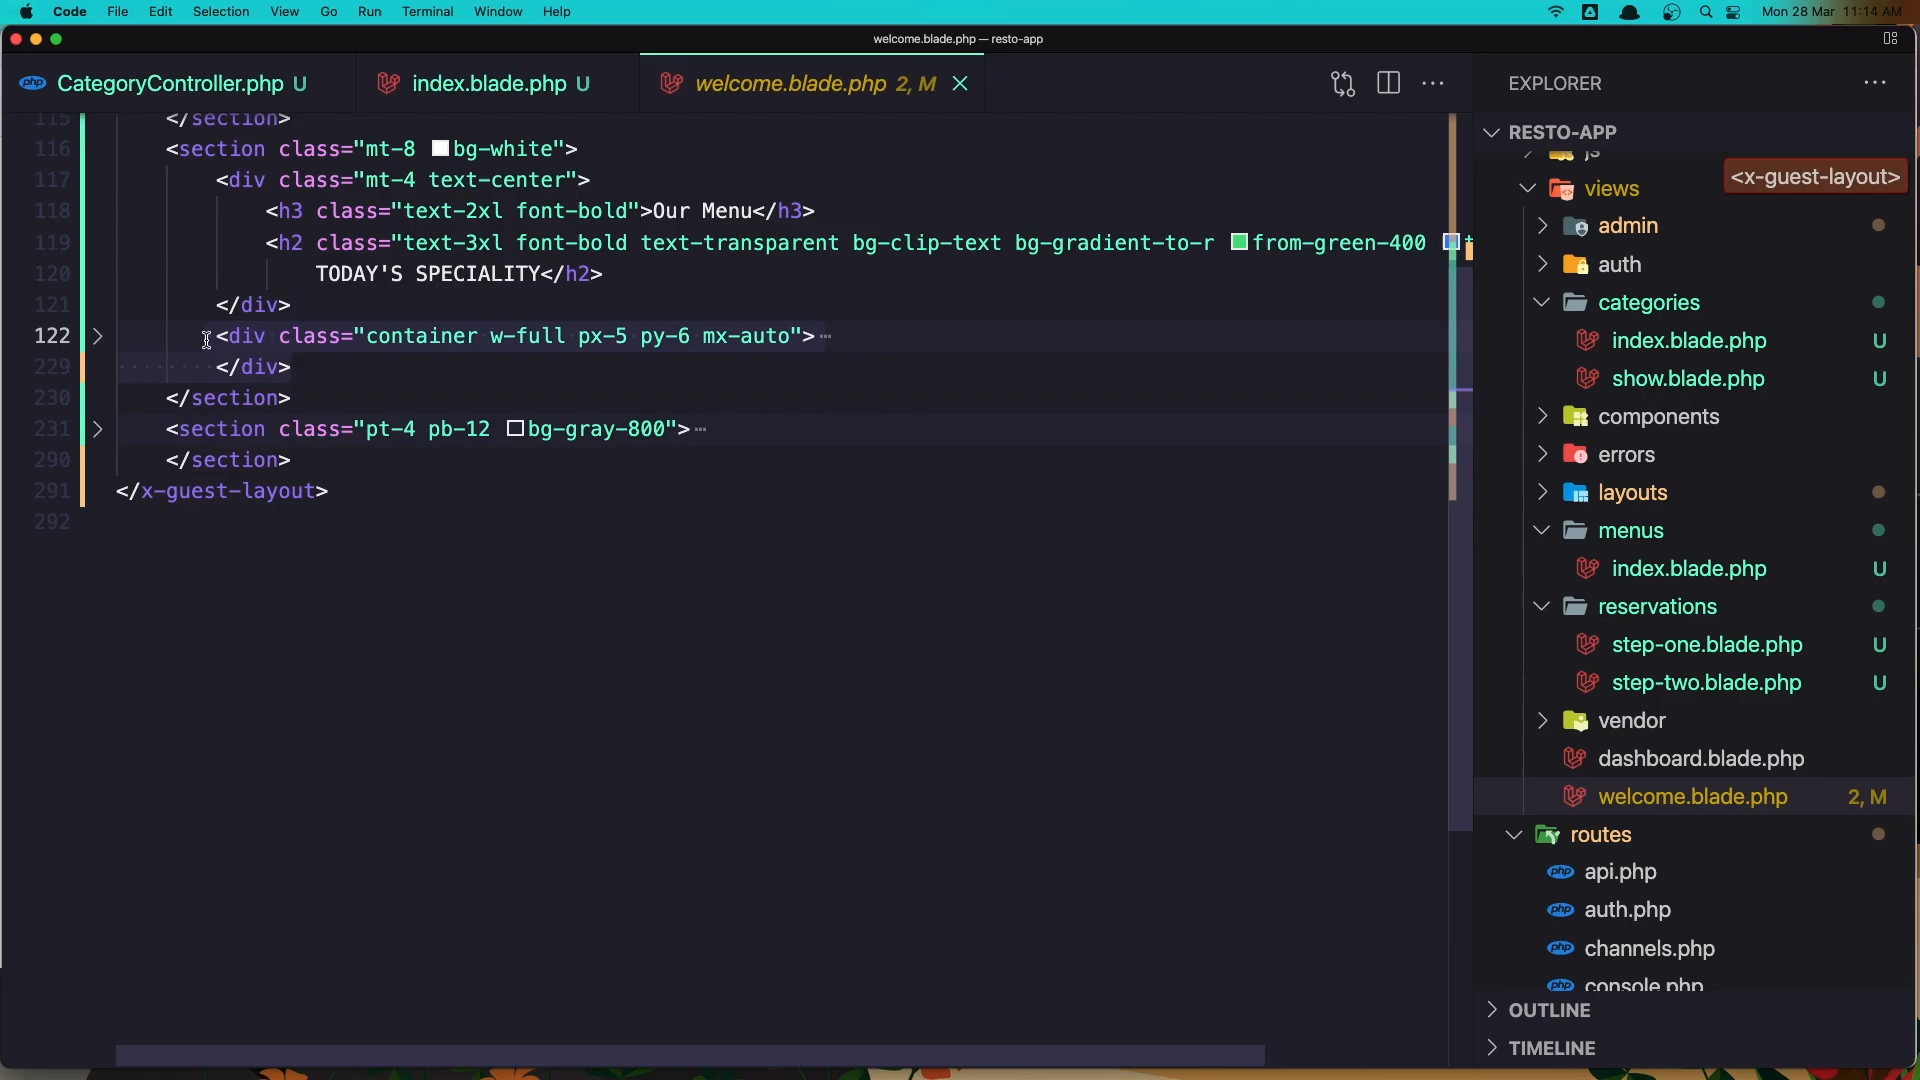 Code File Edit Selection View Go Run Terminal Window Help Mon 28 Mar 11:14 AM
welcome.blade.php — resto-app
CategoryController.php U index.blade.php U welcome.blade.php 2, M
115 </section>
116 <section class="mt-8 bg-white">
117 <div class="mt-4 text-center">
118 <h3 class="text-2xl font-bold">Our Menu</h3>
119 <h2 class="text-3xl font-bold text-transparent bg-clip-text bg-gradient-to-r from-green-400
120 TODAY'S SPECIALITY</h2>
121 </div>
122 <div class="container w-full px-5 py-6 mx-auto">
229 </div>
230 </section>
231 <section class="pt-4 pb-12 bg-gray-800">
290 </section>
291 </x-guest-layout>
292
EXPLORER
RESTO-APP
js
<x-guest-layout>
views
admin
auth
categories
index.blade.php U
show.blade.php U
components
errors
layouts
menus
index.blade.php U
reservations
step-one.blade.php U
step-two.blade.php U
vendor
dashboard.blade.php
welcome.blade.php 2, M
routes
api.php
auth.php
channels.php
console.php
OUTLINE
TIMELINE